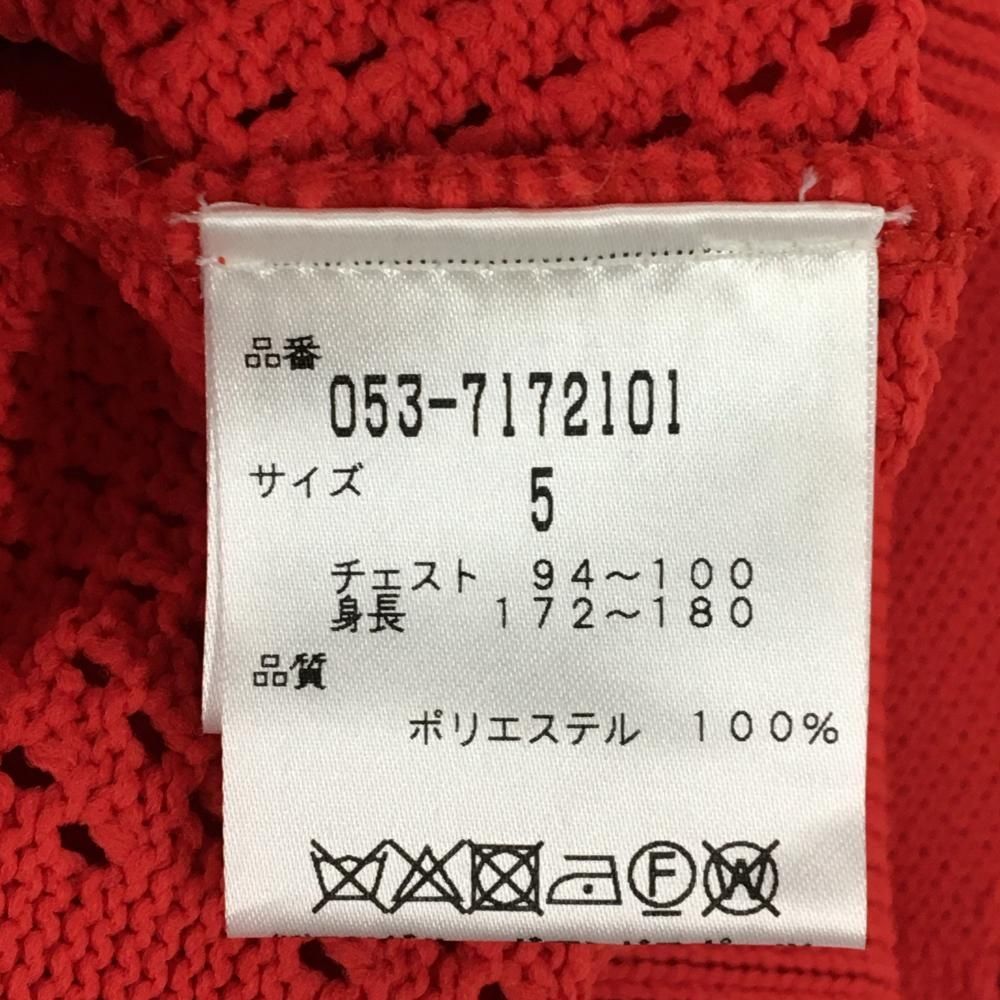 品番
053-7172101
サイズ 5
チェスト 94～100
身長 172～180
品質
ポリエステル 100%
F W